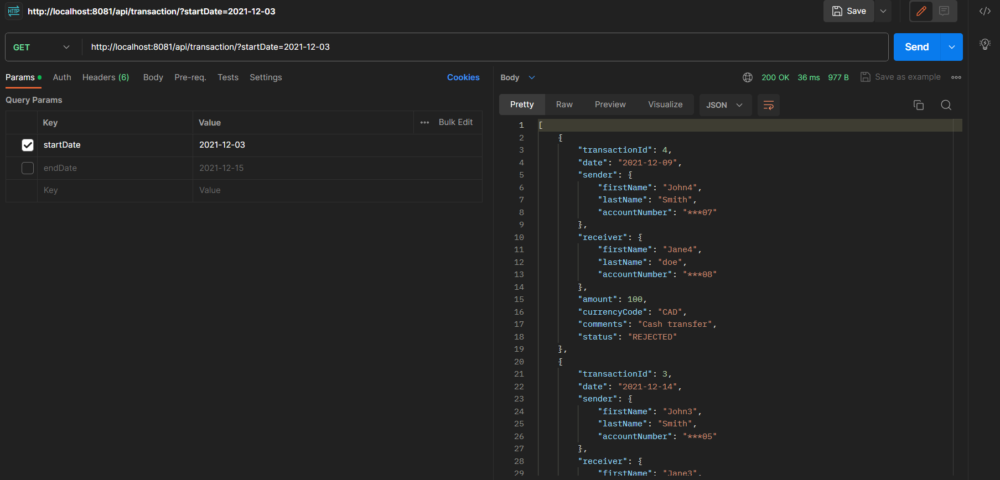 HTTP http://localhost:8081/api/transaction/?startDate=2021-12-03 Save </>
GET http://localhost:8081/api/transaction/?startDate=2021-12-03 Send
Params Auth Headers (6) Body Pre-req. Tests Settings Cookies
Query Params
Key Value Bulk Edit
startDate 2021-12-03
endDate 2021-12-15
Key Value
Body 200 OK 36 ms 977 B Save as example
Pretty Raw Preview Visualize JSON
1 [
2 {
3 "transactionId": 4,
4 "date": "2021-12-09",
5 "sender": {
6 "firstName": "John4",
7 "lastName": "Smith",
8 "accountNumber": "***07"
9 },
10 "receiver": {
11 "firstName": "Jane4",
12 "lastName": "doe",
13 "accountNumber": "***08"
14 },
15 "amount": 100,
16 "currencyCode": "CAD",
17 "comments": "Cash transfer",
18 "status": "REJECTED"
19 },
20 {
21 "transactionId": 3,
22 "date": "2021-12-14",
23 "sender": {
24 "firstName": "John3",
25 "lastName": "Smith",
26 "accountNumber": "***05"
27 },
28 "receiver": {
29 "firstName": "Jane3",